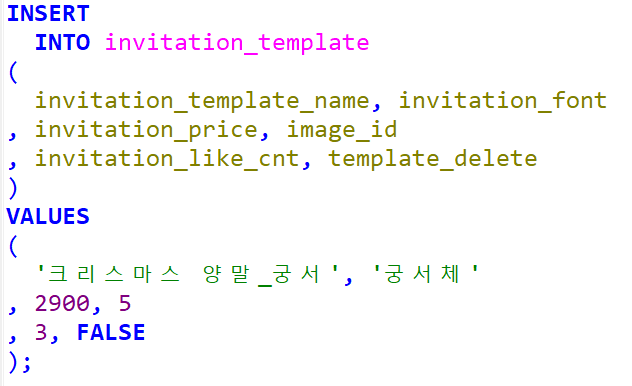 INSERT
INTO invitation_template
(
invitation_template_name, invitation_font
, invitation_price, image_id
, invitation_like_cnt, template_delete
)
VALUES
(
'크리스마스 양말_궁서', '궁서체'
, 2900, 5
, 3, FALSE
);